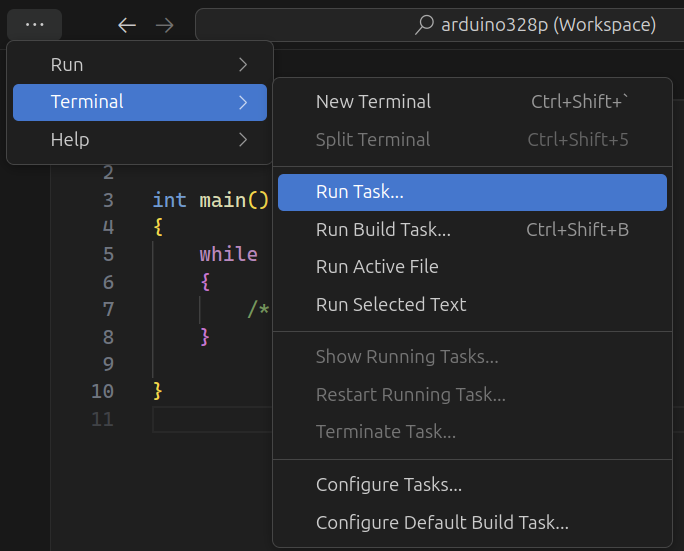 ···
← → arduino328p (Workspace)
Run
Terminal
Help
New Terminal Ctrl+Shift+`
Split Terminal Ctrl+Shift+5
Run Task...
Run Build Task... Ctrl+Shift+B
Run Active File
Run Selected Text
Show Running Tasks...
Restart Running Task...
Terminate Task...
Configure Tasks...
Configure Default Build Task...
2
3 int main()
4 {
5 while
6 {
7 /*
8 }
9
10 }
11